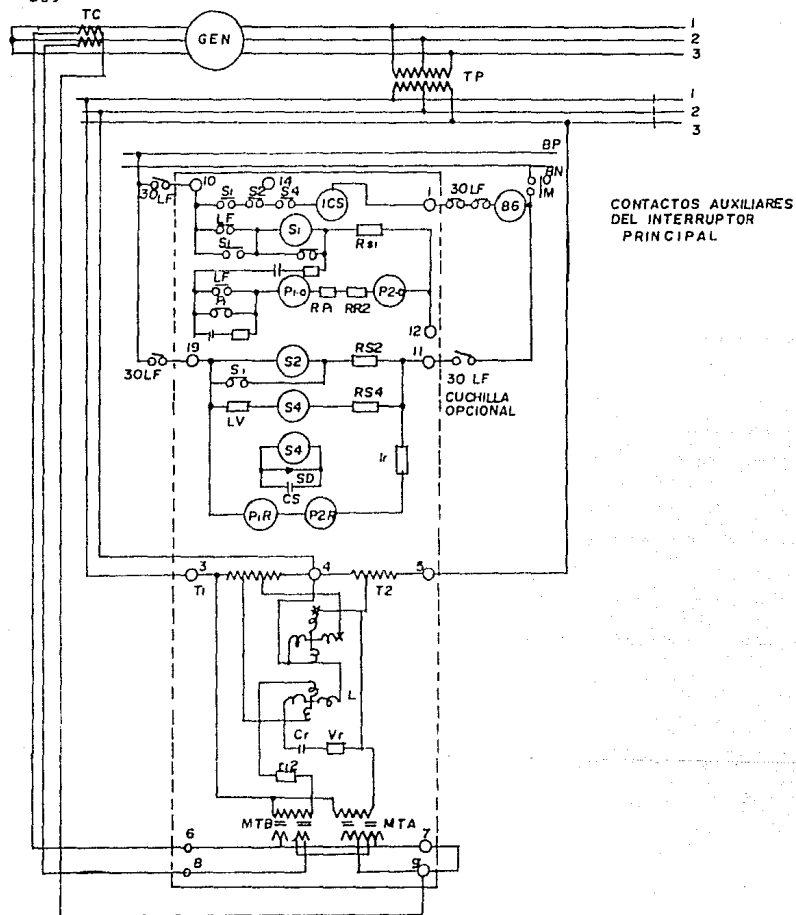 TC
GEN
1
2
3
TP
1
2
3
BP
BN
30LF
10
14
S1 S2 S4
ICS
1
30LF
86
10
1M
CONTACTOS AUXILIARES
DEL INTERRUPTOR
PRINCIPAL
LF
S1
RS1
S1
LF
P1-O
RP1
RR2
P2-O
P1
12
30LF
19
S2
RS2
11
30 LF
CUCHILLA
OPCIONAL
S1
LV
S4
RS4
S4
SD
CS
Ir
P1R
P2R
3
T1
4
T2
5
L
Cr
Vr
r12
MTB
MTA
6
7
8
9